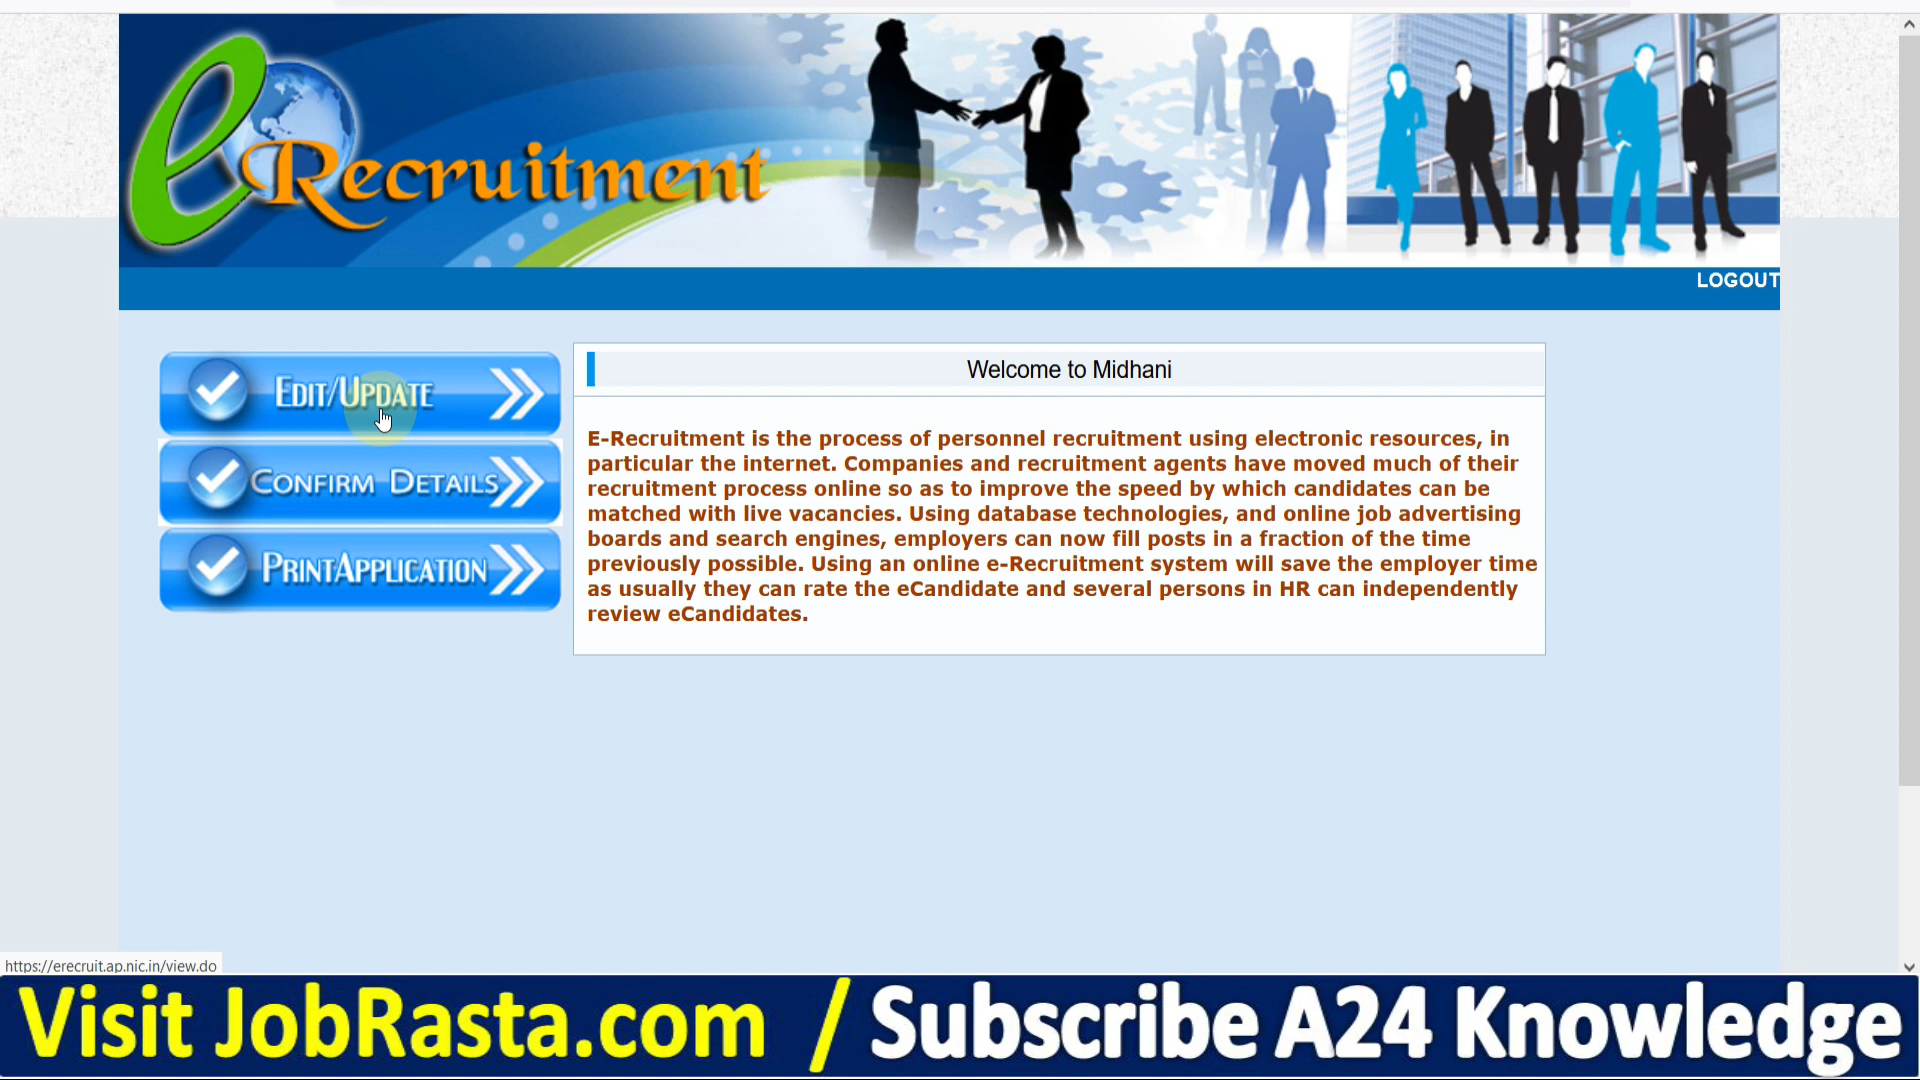 eRecruitment
LOGOUT
EDIT/UPDATE
CONFIRM DETAILS
PRINTAPPLICATION
Welcome to Midhani
E-Recruitment is the process of personnel recruitment using electronic resources, in
particular the internet. Companies and recruitment agents have moved much of their
recruitment process online so as to improve the speed by which candidates can be
matched with live vacancies. Using database technologies, and online job advertising
boards and search engines, employers can now fill posts in a fraction of the time
previously possible. Using an online e-Recruitment system will save the employer time
as usually they can rate the eCandidate and several persons in HR can independently
review eCandidates.
https://erecruit.ap.nic.in/view.do
Visit JobRasta.com / Subscribe A24 Knowledge